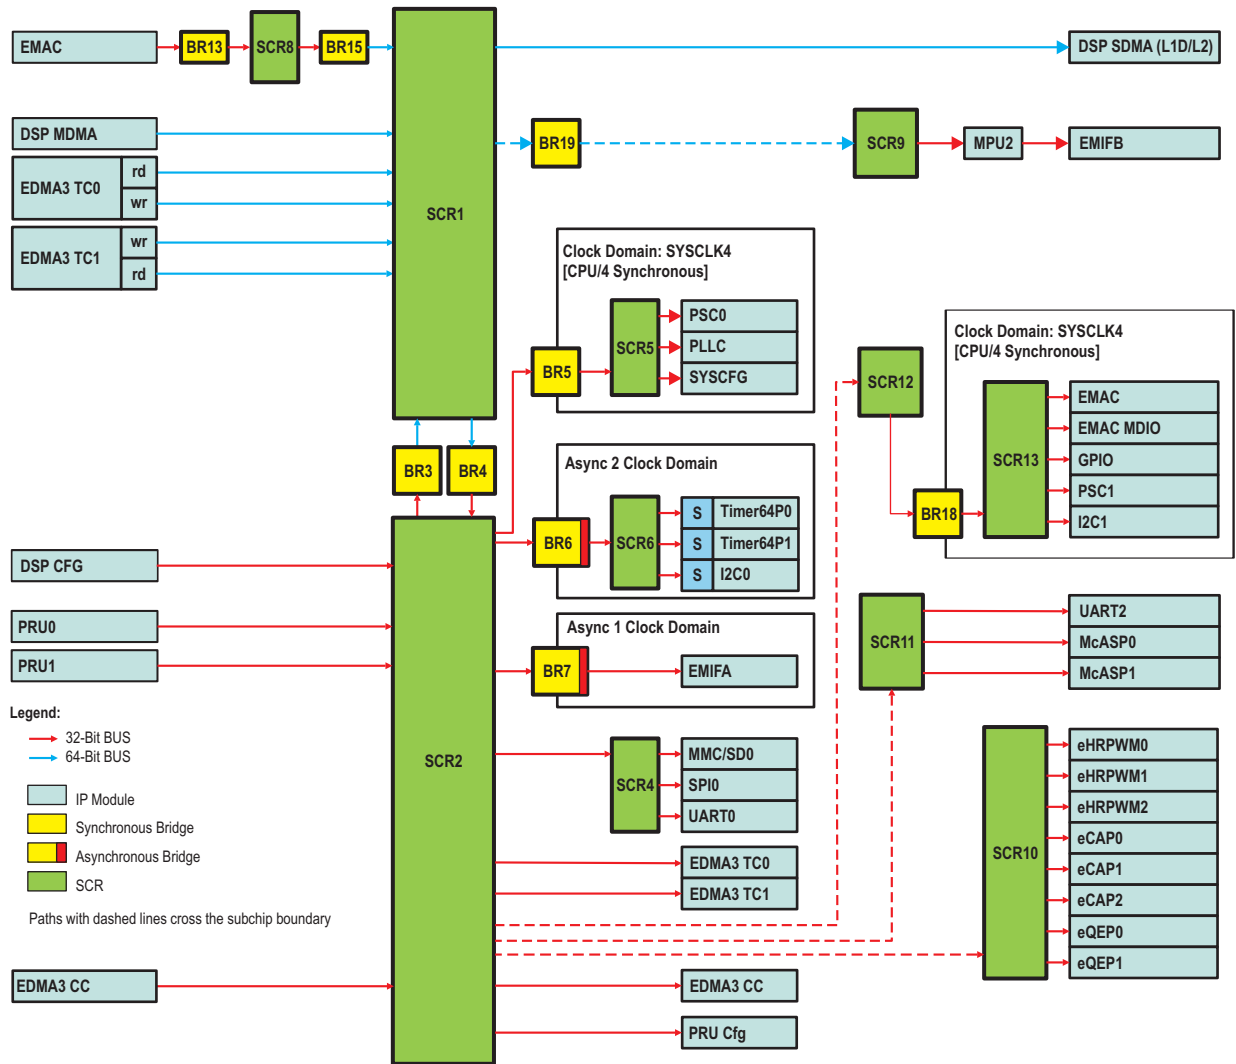 EMAC
BR13
SCR8
BR15
DSP SDMA (L1D/L2)
DSP MDMA
BR19
SCR9
MPU2
EMIFB
EDMA3 TC0
rd
wr
SCR1
EDMA3 TC1
wr
rd
Clock Domain: SYSCLK4
[CPU/4 Synchronous]
PSC0
PLLC
SYSCFG
SCR5
BR5
Clock Domain: SYSCLK4
[CPU/4 Synchronous]
SCR12
EMAC
EMAC MDIO
GPIO
PSC1
I2C1
SCR13
BR18
BR3
BR4
Async 2 Clock Domain
BR6
SCR6
S
Timer64P0
S
Timer64P1
S
I2C0
DSP CFG
PRU0
PRU1
Async 1 Clock Domain
BR7
EMIFA
SCR11
UART2
McASP0
McASP1
Legend:
32-Bit BUS
64-Bit BUS
IP Module
Synchronous Bridge
Asynchronous Bridge
SCR
Paths with dashed lines cross the subchip boundary
SCR2
SCR4
MMC/SD0
SPI0
UART0
EDMA3 TC0
EDMA3 TC1
SCR10
eHRPWM0
eHRPWM1
eHRPWM2
eCAP0
eCAP1
eCAP2
eQEP0
eQEP1
EDMA3 CC
EDMA3 CC
PRU Cfg